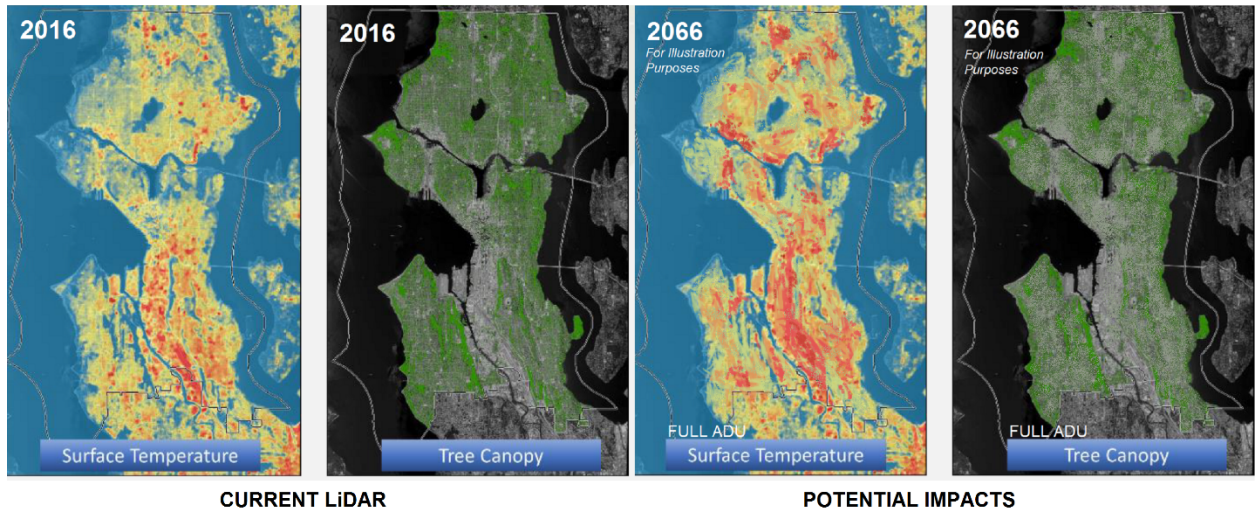 2016
Surface Temperature
2016
Tree Canopy
2066
For Illustration
Purposes
FULL ADU
Surface Temperature
2066
For Illustration
Purposes
FULL ADU
Tree Canopy
CURRENT LiDAR
POTENTIAL IMPACTS